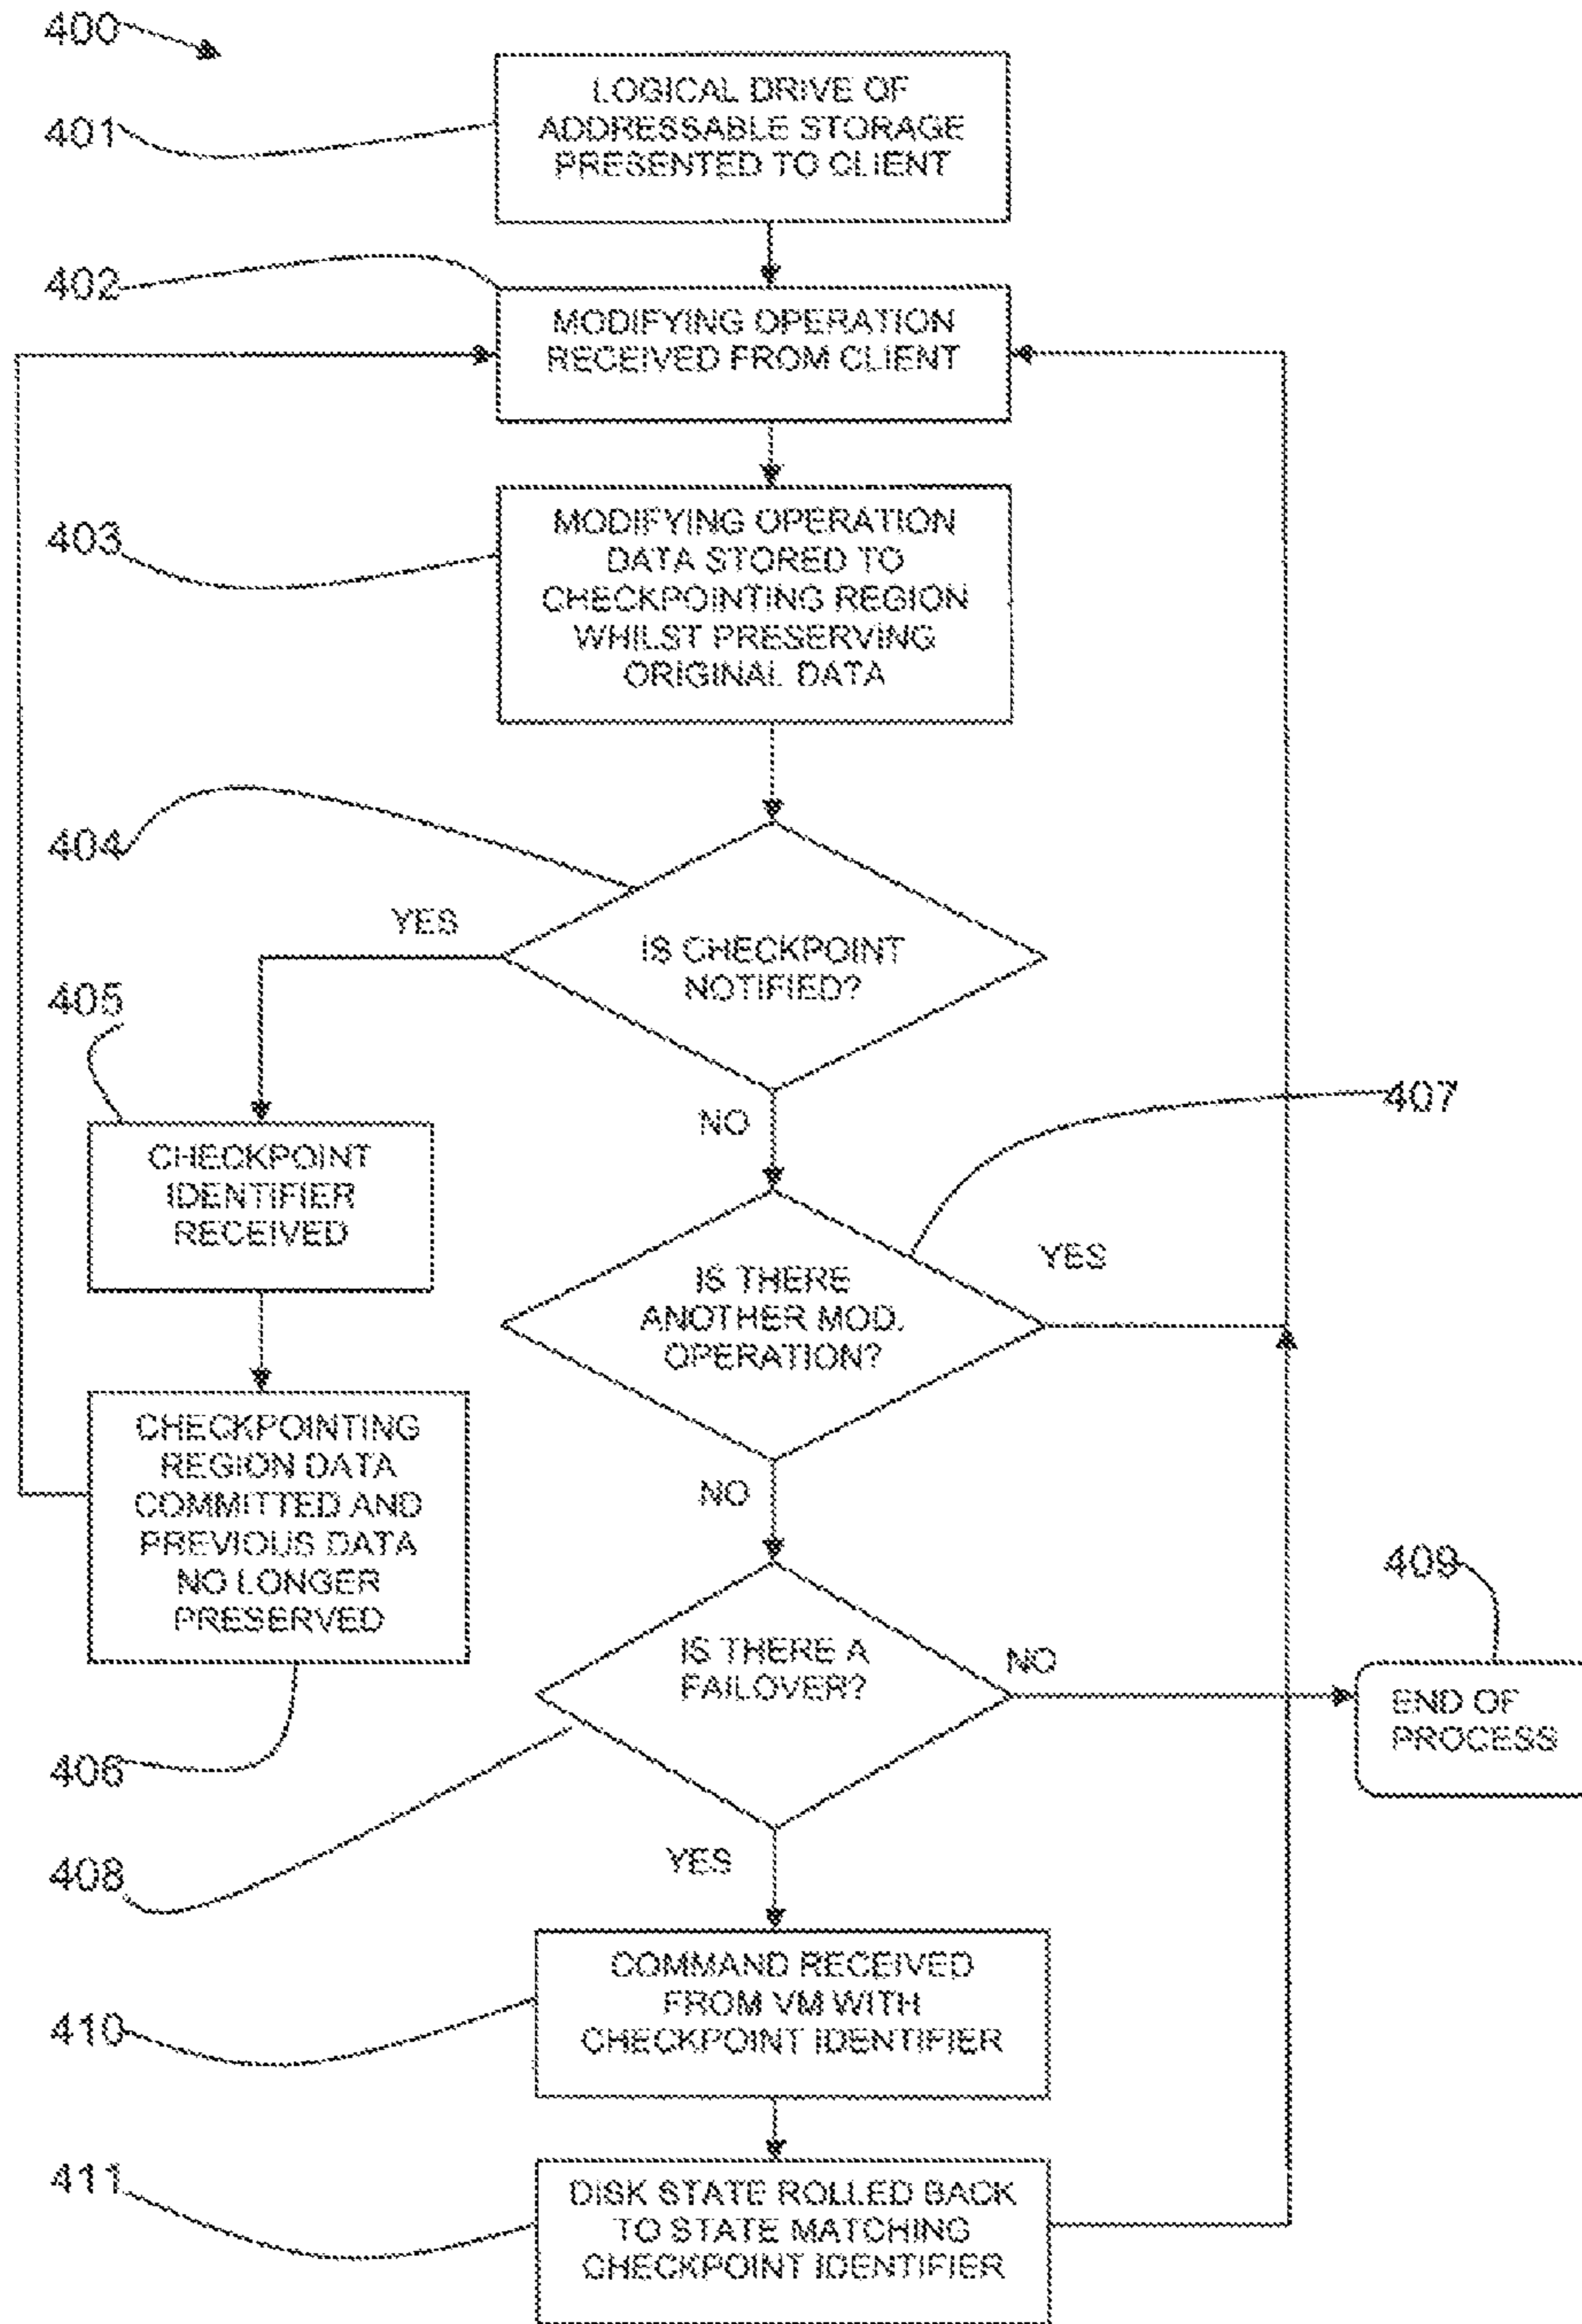 400
401
LOGICAL DRIVE OF
ADDRESSABLE STORAGE
PRESENTED TO CLIENT
402
MODIFYING OPERATION
RECEIVED FROM CLIENT
403
MODIFYING OPERATION
DATA STORED TO
CHECKPOINTING REGION
WHILST PRESERVING
ORIGINAL DATA
404
YES
IS CHECKPOINT
NOTIFIED?
405
NO
407
CHECKPOINT
IDENTIFIER
RECEIVED
YES
IS THERE
ANOTHER MOD.
OPERATION?
CHECKPOINTING
REGION DATA
COMMITTED AND
PREVIOUS DATA
NO LONGER
PRESERVED
NO
409
IS THERE A
FAILOVER?
NO
END OF
PROCESS
406
408
YES
COMMAND RECEIVED
FROM VM WITH
CHECKPOINT IDENTIFIER
410
411
DISK STATE ROLLED BACK
TO STATE MATCHING
CHECKPOINT IDENTIFIER